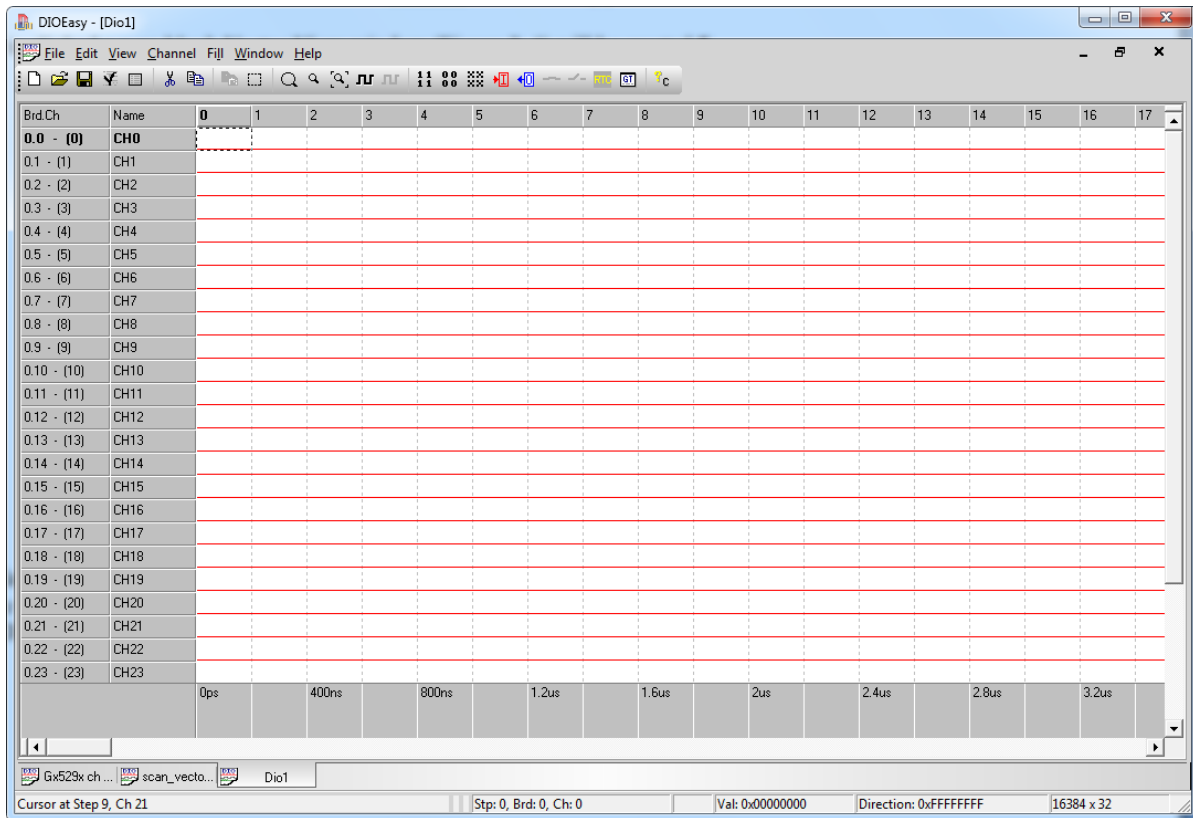 DIOEasy - [Dio1]
File Edit View Channel Fill Window Help
Brd.Ch Name 0 1 2 3 4 5 6 7 8 9 10 11 12 13 14 15 16 17
0.0 - (0) CH0
0.1 - (1) CH1
0.2 - (2) CH2
0.3 - (3) CH3
0.4 - (4) CH4
0.5 - (5) CH5
0.6 - (6) CH6
0.7 - (7) CH7
0.8 - (8) CH8
0.9 - (9) CH9
0.10 - (10) CH10
0.11 - (11) CH11
0.12 - (12) CH12
0.13 - (13) CH13
0.14 - (14) CH14
0.15 - (15) CH15
0.16 - (16) CH16
0.17 - (17) CH17
0.18 - (18) CH18
0.19 - (19) CH19
0.20 - (20) CH20
0.21 - (21) CH21
0.22 - (22) CH22
0.23 - (23) CH23
0ps 400ns 800ns 1.2us 1.6us 2us 2.4us 2.8us 3.2us
Gx529x ch ... scan_vecto... Dio1
Cursor at Step 9, Ch 21 Stp: 0, Brd: 0, Ch: 0 Val: 0x00000000 Direction: 0xFFFFFFFF 16384 x 32